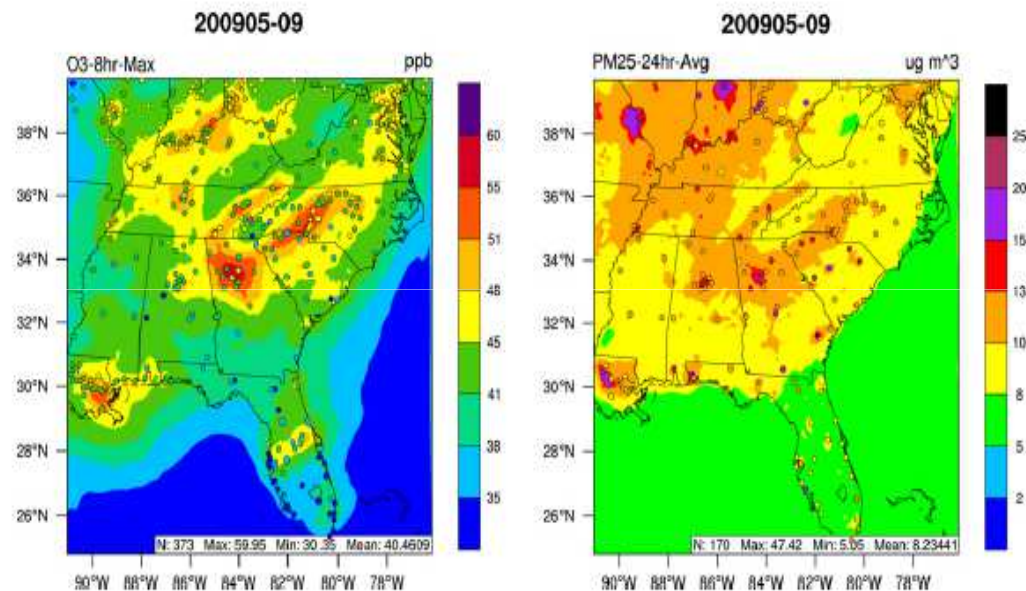 200905-09
O3-8hr-Max ppb
38°N
36°N
34°N
32°N
30°N
28°N
26°N
90°W 88°W 86°W 84°W 82°W 80°W 78°W
N: 373 Max: 59.95 Min: 30.35 Mean: 40.4609
60
55
51
48
45
41
38
35
200905-09
PM25-24hr-Avg ug m^3
38°N
36°N
34°N
32°N
30°N
28°N
26°N
90°W 88°W 86°W 84°W 82°W 80°W 78°W
N: 170 Max: 47.42 Min: 5.05 Mean: 8.23441
25
20
15
13
10
8
5
2